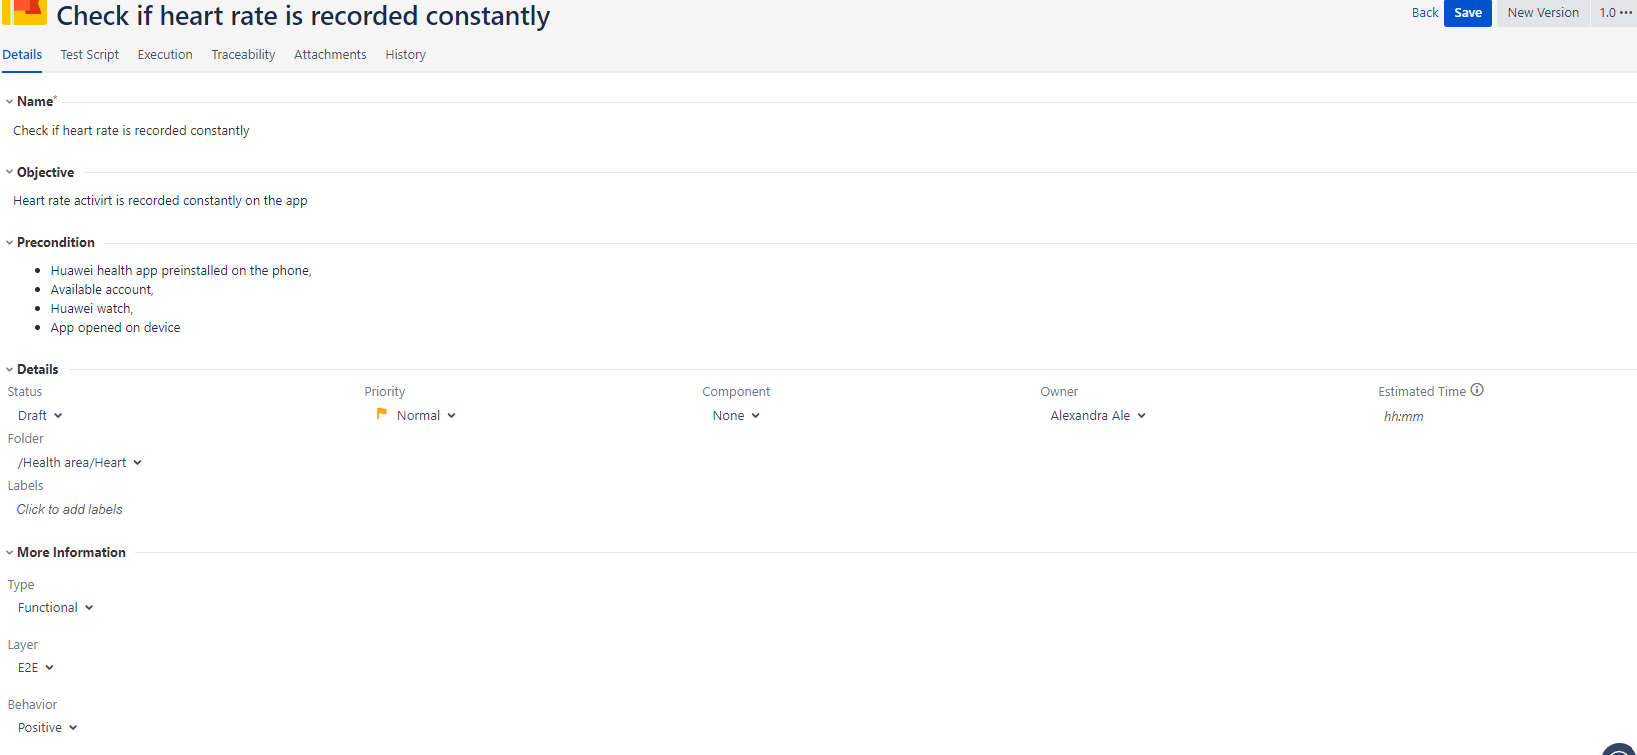 Check if heart rate is recorded constantly
Back Save New Version 1.0 ···
Details Test Script Execution Traceability Attachments History
Name*
Check if heart rate is recorded constantly
Objective
Heart rate activirt is recorded constantly on the app
Precondition
• Huawei health app preinstalled on the phone,
• Available account,
• Huawei watch,
• App opened on device
Details
Status Priority Component Owner Estimated Time
Draft Normal None Alexandra Ale hh:mm
Folder
/Health area/Heart
Labels
Click to add labels
More Information
Type
Functional
Layer
E2E
Behavior
Positive